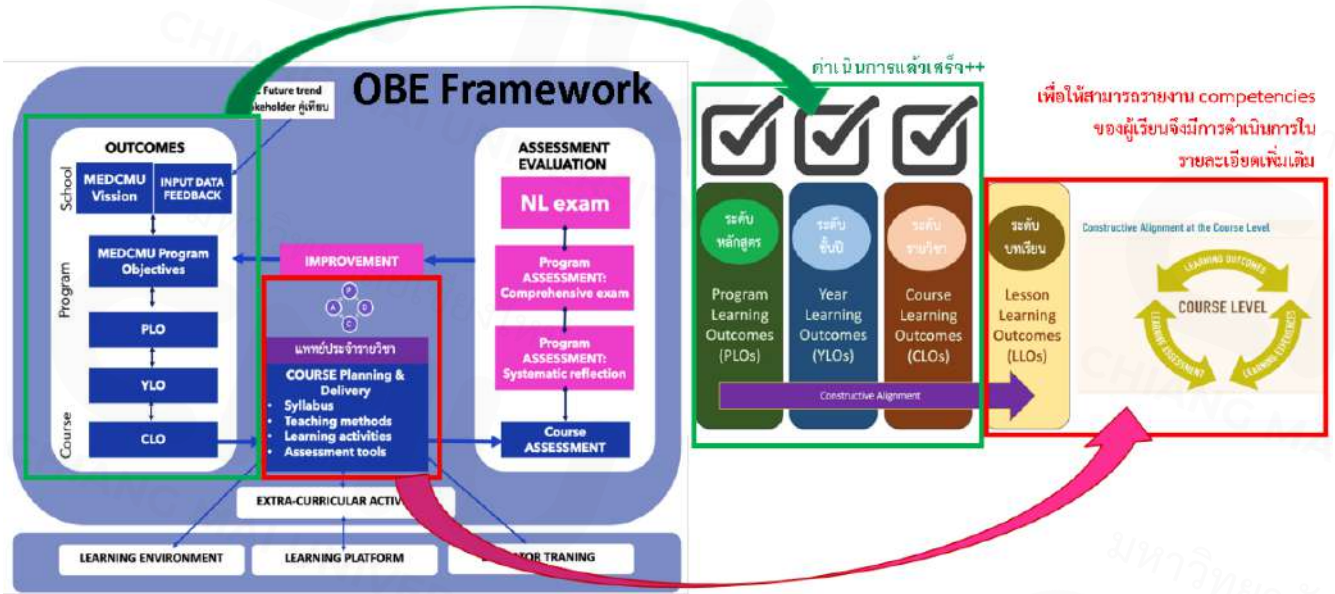 OBE Framework
Future trend
keholder คู่เทียบ
OUTCOMES
School
MEDCMU
Vission
INPUT DATA
FEEDBACK
Program
MEDCMU Program
Objectives
PLO
YLO
Course
CLO
IMPROVEMENT
P
A
D
C
แพทย์ประจำรายวิชา
COURSE Planning &
Delivery
• Syllabus
• Teaching methods
• Learning activities
• Assessment tools
ASSESSMENT
EVALUATION
NL exam
Program
ASSESSMENT:
Comprehensive exam
Program
ASSESSMENT:
Systematic reflection
Course
ASSESSMENT
EXTRA-CURRICULAR ACTIV
LEARNING ENVIRONMENT
LEARNING PLATFORM
TOR TRANING
ดำเนินการแล้วเสร็จ++
ระดับ
หลักสูตร
Program
Learning
Outcomes
(PLOs)
ระดับ
ชั้นปี
Year
Learning
Outcomes
(YLOs)
ระดับ
รายวิชา
Course
Learning
Outcomes
(CLOs)
ระดับ
บทเรียน
Lesson
Learning
Outcomes
(LLOs)
Constructive Alignment
เพื่อให้สามารถรายงาน competencies
ของผู้เรียนจึงมีการดำเนินการใน
รายละเอียดเพิ่มเติม
Constructive Alignment at the Course Level
LEARNING OUTCOMES
COURSE LEVEL
LEARNING ASSESSMENT
LEARNING EXPERIENCES